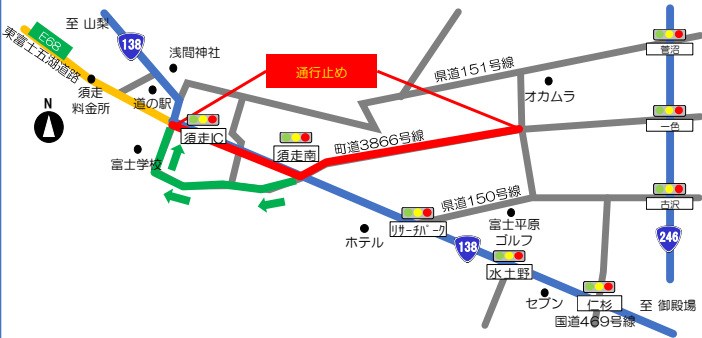 至 山梨
E68
東富士五湖道路
138
浅間神社
通行止め
県道151号線
菅沼
須走
料金所
道の駅
オカムラ
N
須走IC
須走南
町道3866号線
一色
富士学校
県道150号線
古沢
リサーチパーク
富士平原
ゴルフ
ホテル
138
246
水土野
セブン
仁杉
至 御殿場
国道469号線